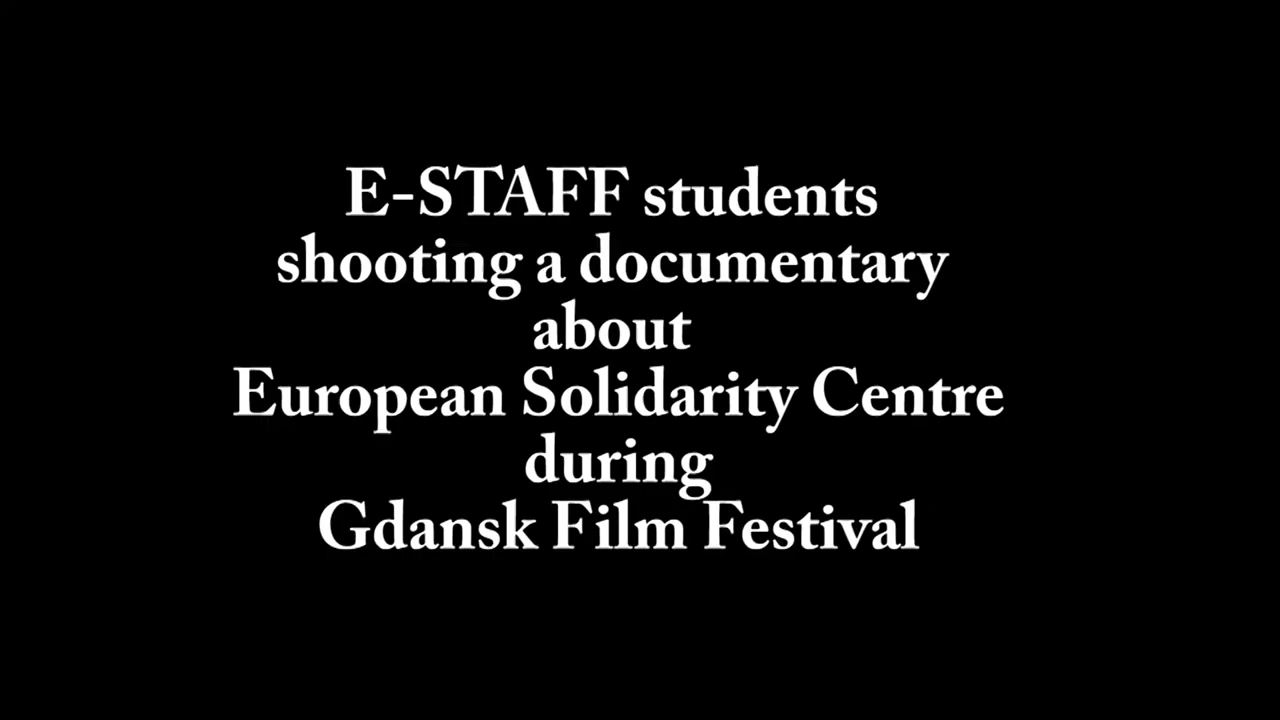 E-STAFF students
shooting a documentary
about
European Solidarity Centre
during
Gdansk Film Festival